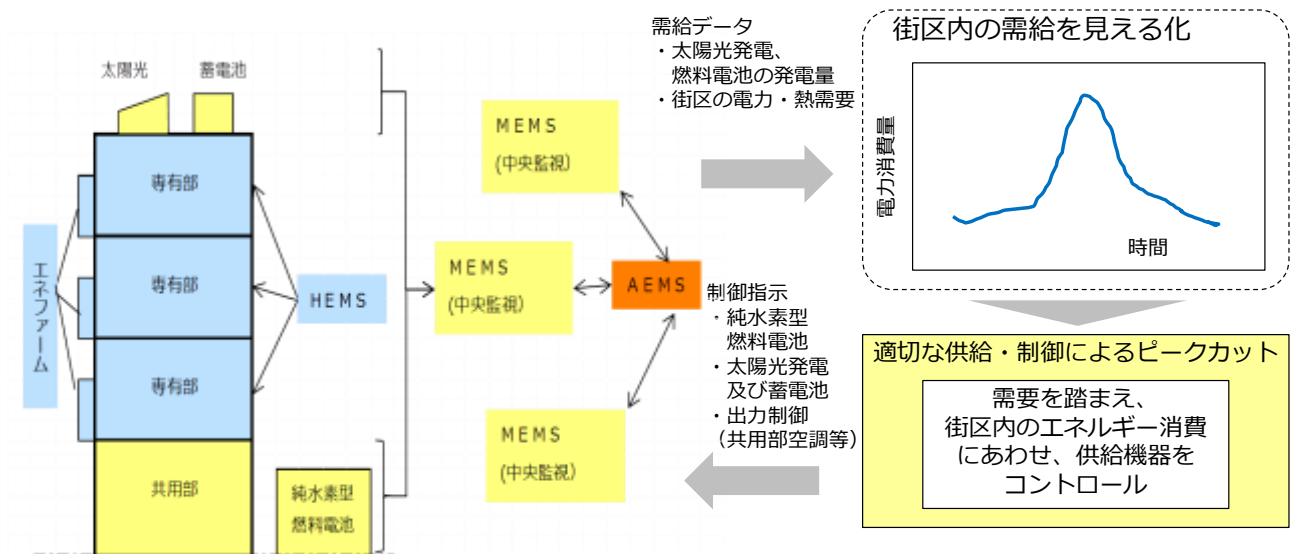 太陽光
蓄電池
専有部
専有部
専有部
共用部
エネファーム
HEMS
純水素型
燃料電池
MEMS
(中央監視)
MEMS
(中央監視)
MEMS
(中央監視)
AEMS
需給データ
・太陽光発電、
燃料電池の発電量
・街区の電力・熱需要
制御指示
・純水素型
燃料電池
・太陽光発電
及び蓄電池
・出力制御
（共用部空調等）
街区内の需給を見える化
電力消費量
時間
適切な供給・制御によるピークカット
需要を踏まえ、
街区内のエネルギー消費
にあわせ、供給機器を
コントロール